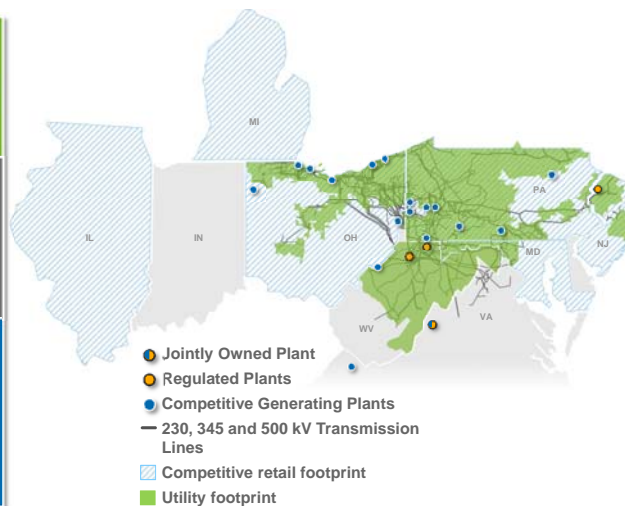 MI
PA
IL
IN
OH
MD
NJ
WV
VA
Jointly Owned Plant
Regulated Plants
Competitive Generating Plants
230, 345 and 500 kV Transmission
Lines
Competitive retail footprint
Utility footprint